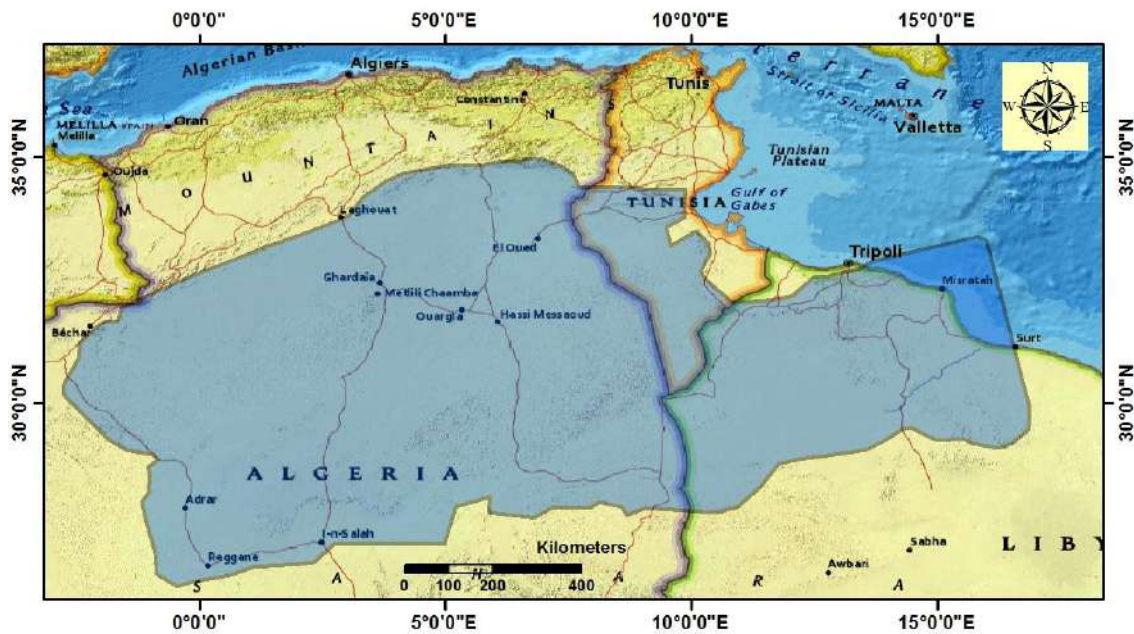 0°0'0" 5°0'0"E 10°0'0"E 15°0'0"E
Algerian Basin
Algiers
Constantine
Tunis
Strait of Sicilia
MALTA
Valletta
N
W E
S
Sea
MELILLA SPAIN
Melilla
Oran
Oujda
35°0'0"N
35°0'0"N
M O U N T A I N S
Tunisian
Plateau
Gulf of
Gabes
TUNISIA
Laghouat
El Oued
Tripoli
Ghardaia
Metlili Chaamba
Misratah
Ouargla
Hassi Messaoud
Béchar
Surt
30°0'0"N
30°0'0"N
ALGERIA
Adrar
I-n-Salah
Reggane
Kilometers
0 100 200 400
Sabha
Awbari
LIBY
S A H A R A
0°0'0" 5°0'0"E 10°0'0"E 15°0'0"E